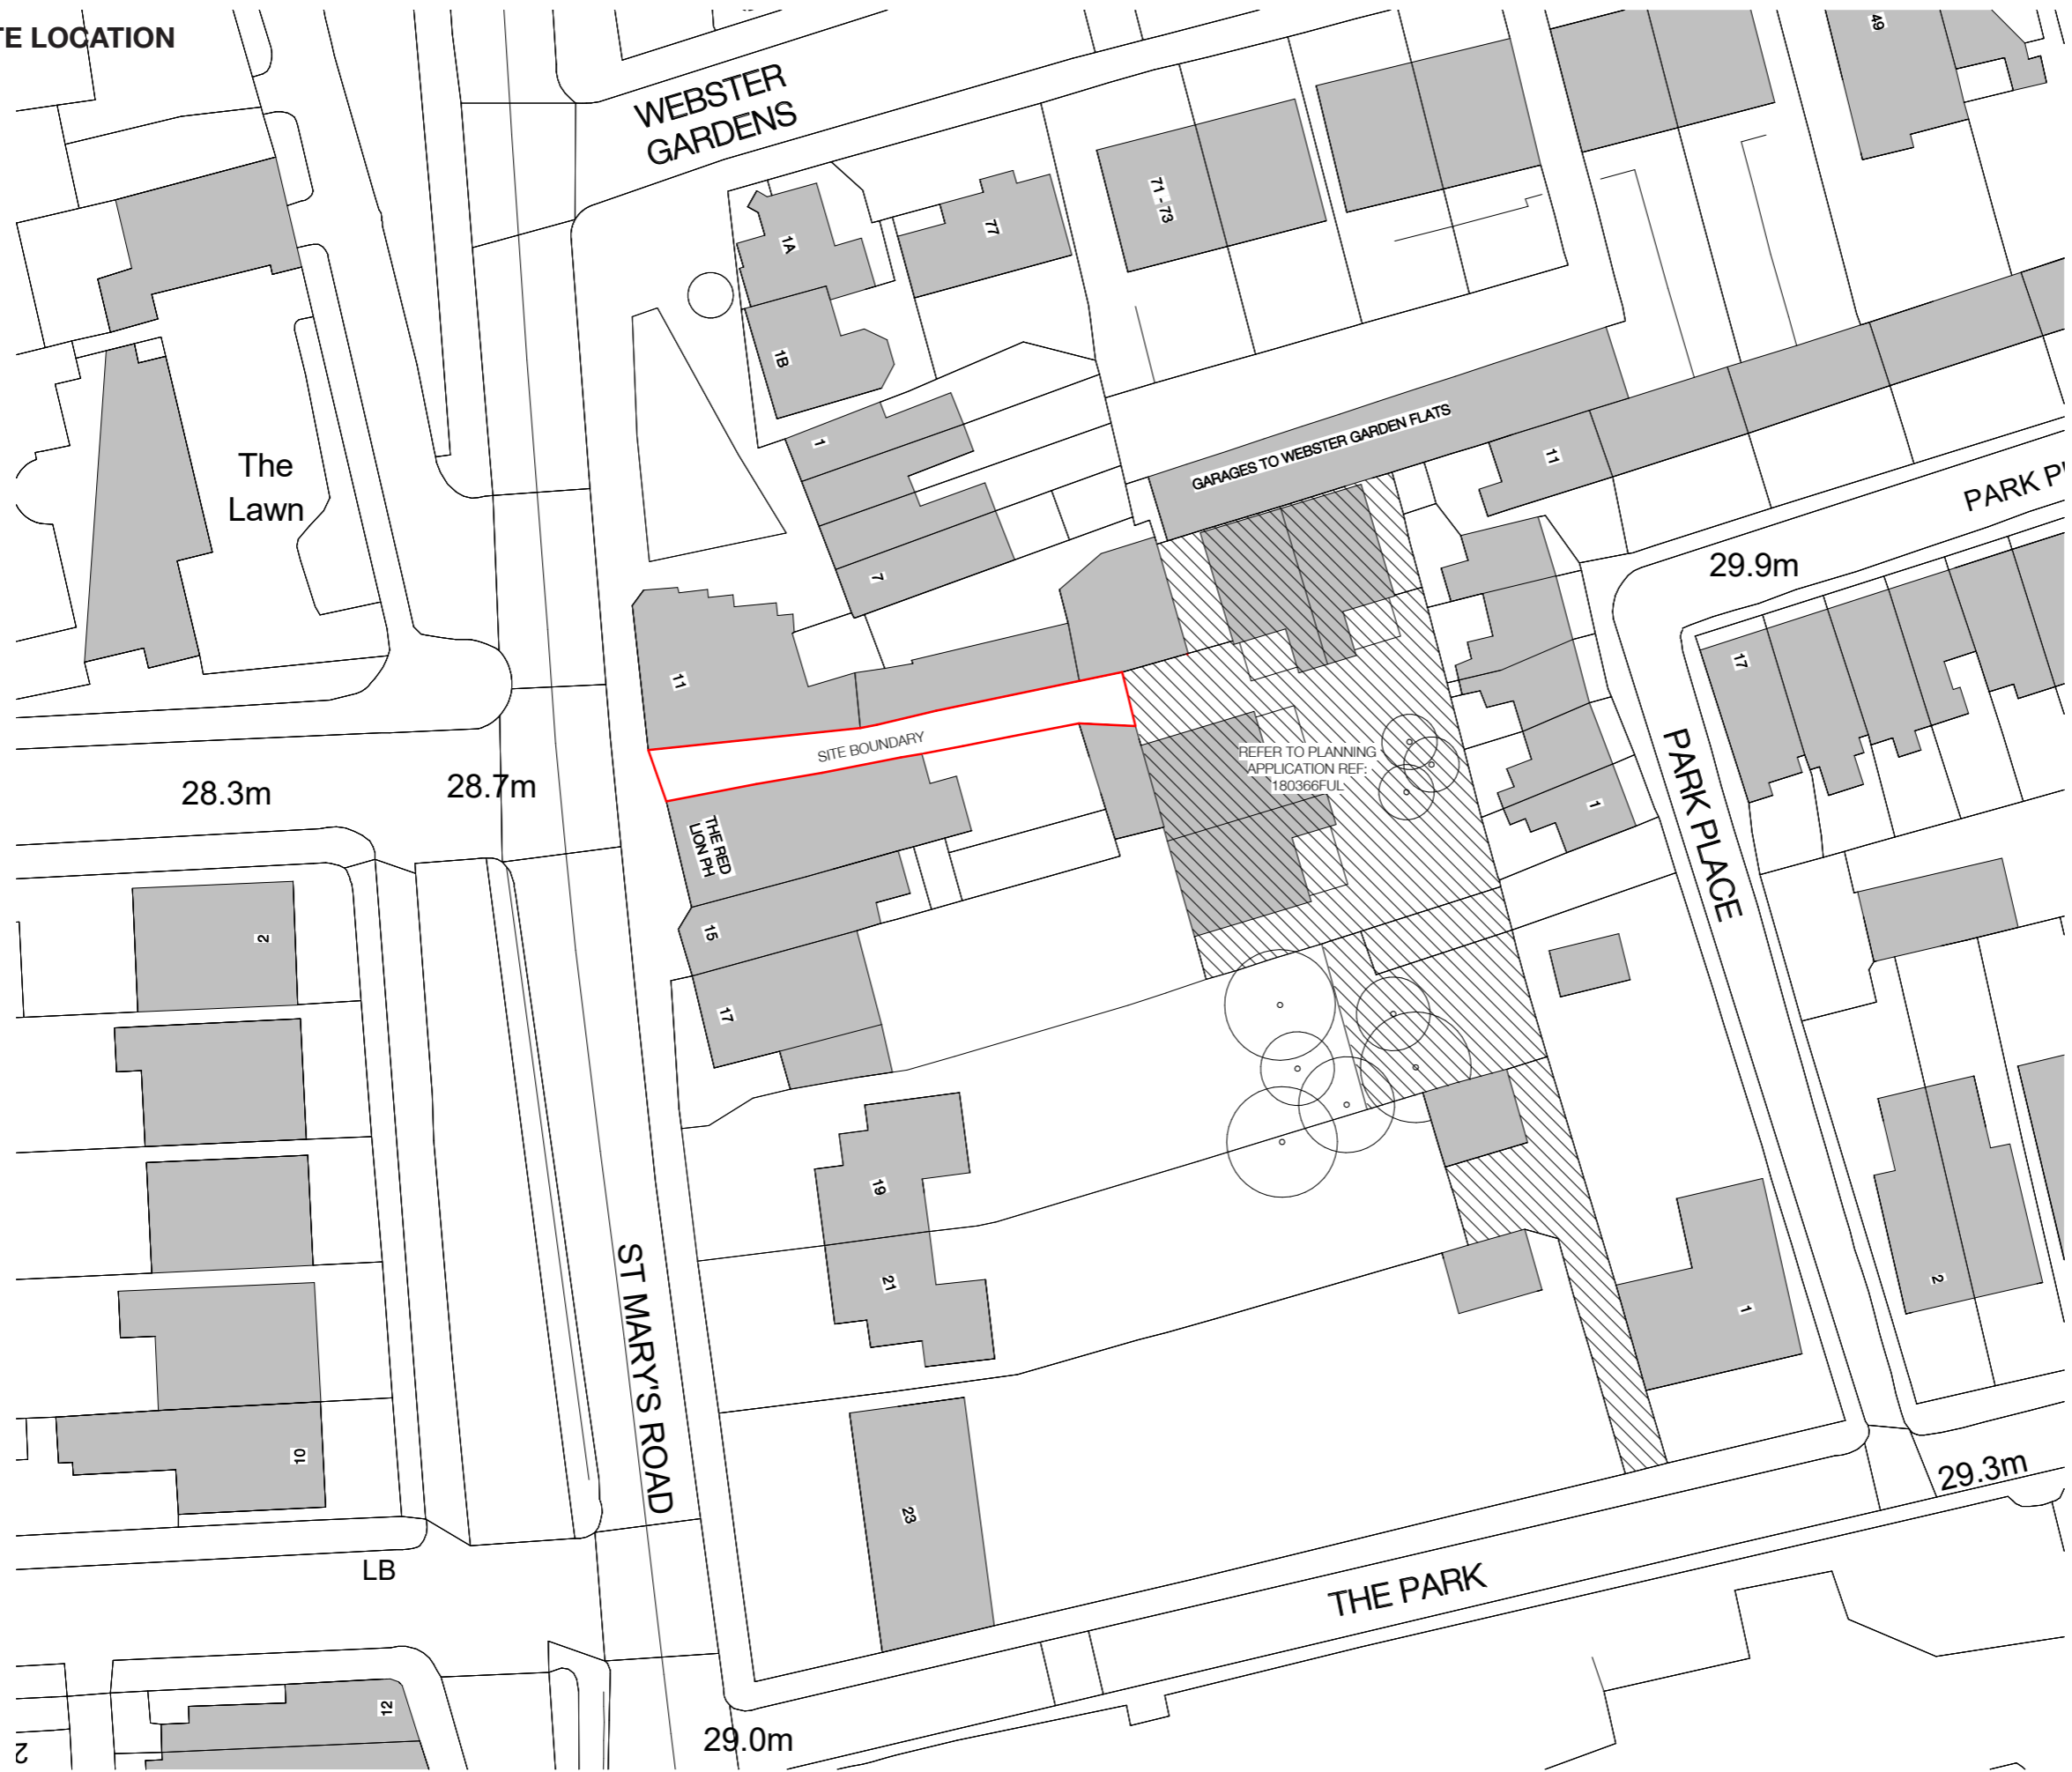 TE LOCATION
WEBSTER
GARDENS
49
71 - 73
77
1A
1B
1
7
The
Lawn
GARAGES TO WEBSTER GARDEN FLATS
11
PARK P
29.9m
17
11
SITE BOUNDARY
REFER TO PLANNING
APPLICATION REF:
180366FUL
1
PARK PLACE
28.3m
28.7m
THE RED
LION PH
15
17
2
19
21
ST MARY'S ROAD
10
23
2
1
29.3m
THE PARK
LB
12
29.0m
2